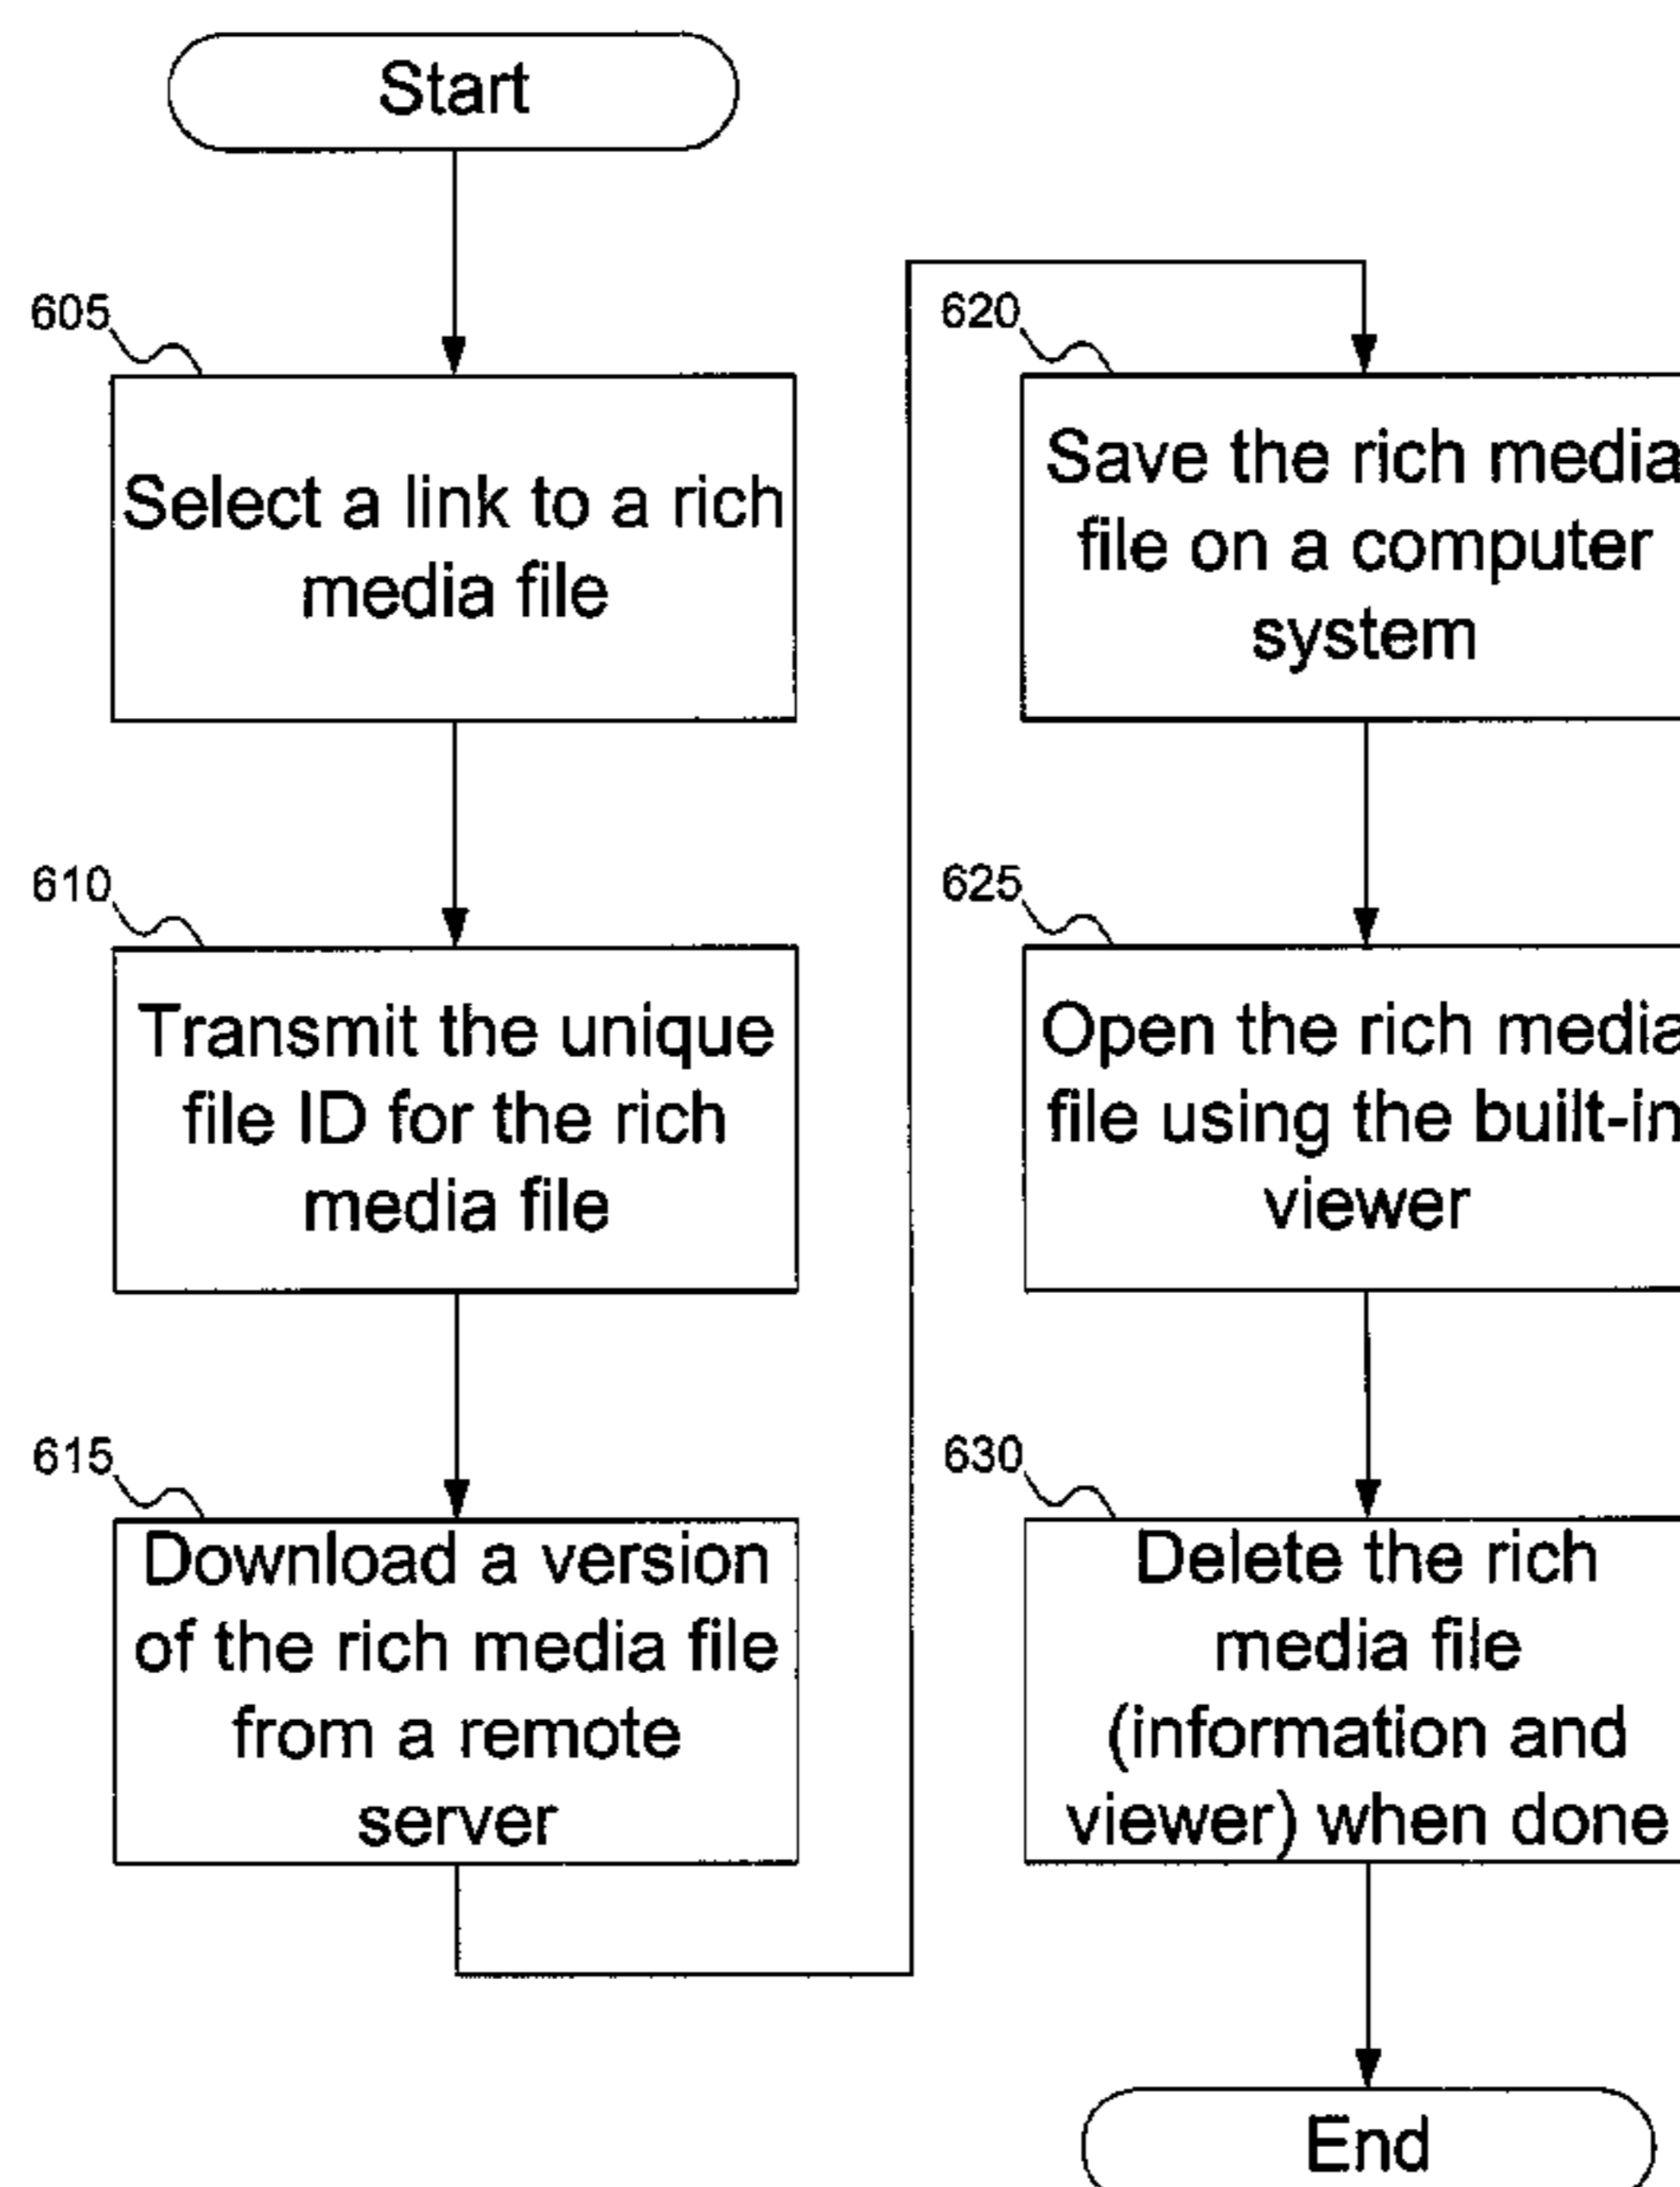 Start
605
Select a link to a rich
media file
610
Transmit the unique
file ID for the rich
media file
615
Download a version
of the rich media file
from a remote
server
620
Save the rich media
file on a computer
system
625
Open the rich media
file using the built-in
viewer
630
Delete the rich
media file
(information and
viewer) when done
End